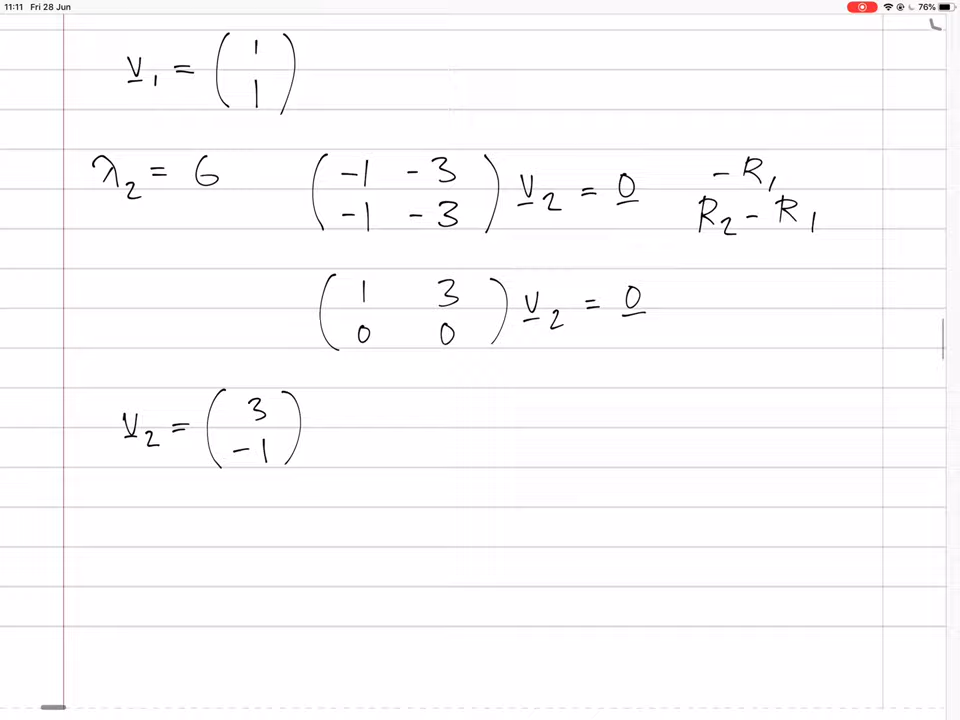 11:11 Fri 28 Jun 76%
v₁ = (1
1)
λ₂ = 6 (-1 -3
-1 -3) v₂ = 0 -R₁
R₂ - R₁
(1 3
0 0) v₂ = 0
v₂ = (3
-1)